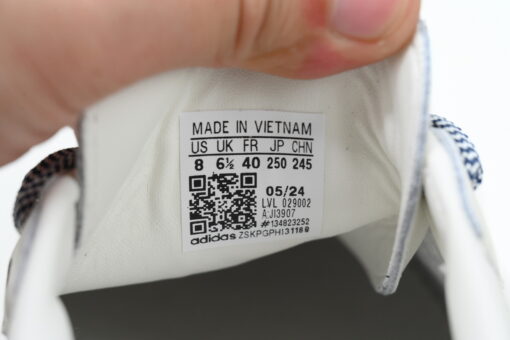 MADE IN VIETNAM
US UK FR JP CHN
8 6½ 40 250 245
05/24
LVL 029002
A:JI3907
#134823252
adidas ZSKPGPH13118